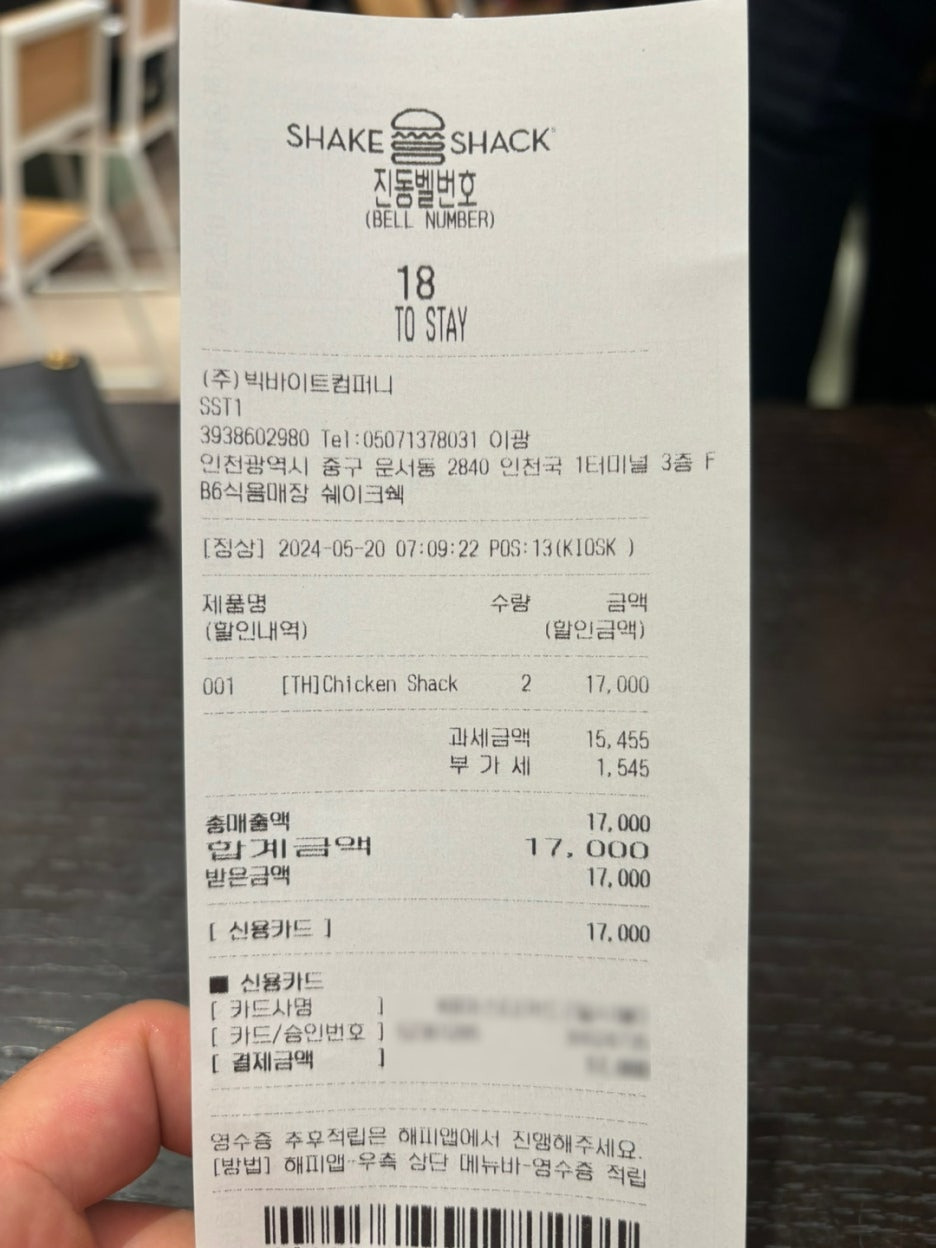 SHAKE SHACK
진동벨번호
(BELL NUMBER)
18
TO STAY
(주)빅바이트컴퍼니
SST1
3938602980 Tel:05071378031 이광
인천광역시 중구 운서동 2840 인천국 1터미널 3층 F
B6식음매장 쉐이크쉑
[정상] 2024-05-20 07:09:22 POS:13(KIOSK )
제품명 수량 금액
(할인내역) (할인금액)
001 [TH]Chicken Shack 2 17,000
과세금액 15,455
부 가 세 1,545
총매출액 17,000
합계금액 17,000
받은금액 17,000
[ 신용카드 ] 17,000
■ 신용카드
[ 카드사명 ]
[ 카드/승인번호 ]
[ 결제금액 ]
영수증 추후적립은 해피앱에서 진행해주세요.
[방법] 해피앱-우측 상단 메뉴바-영수증 적립